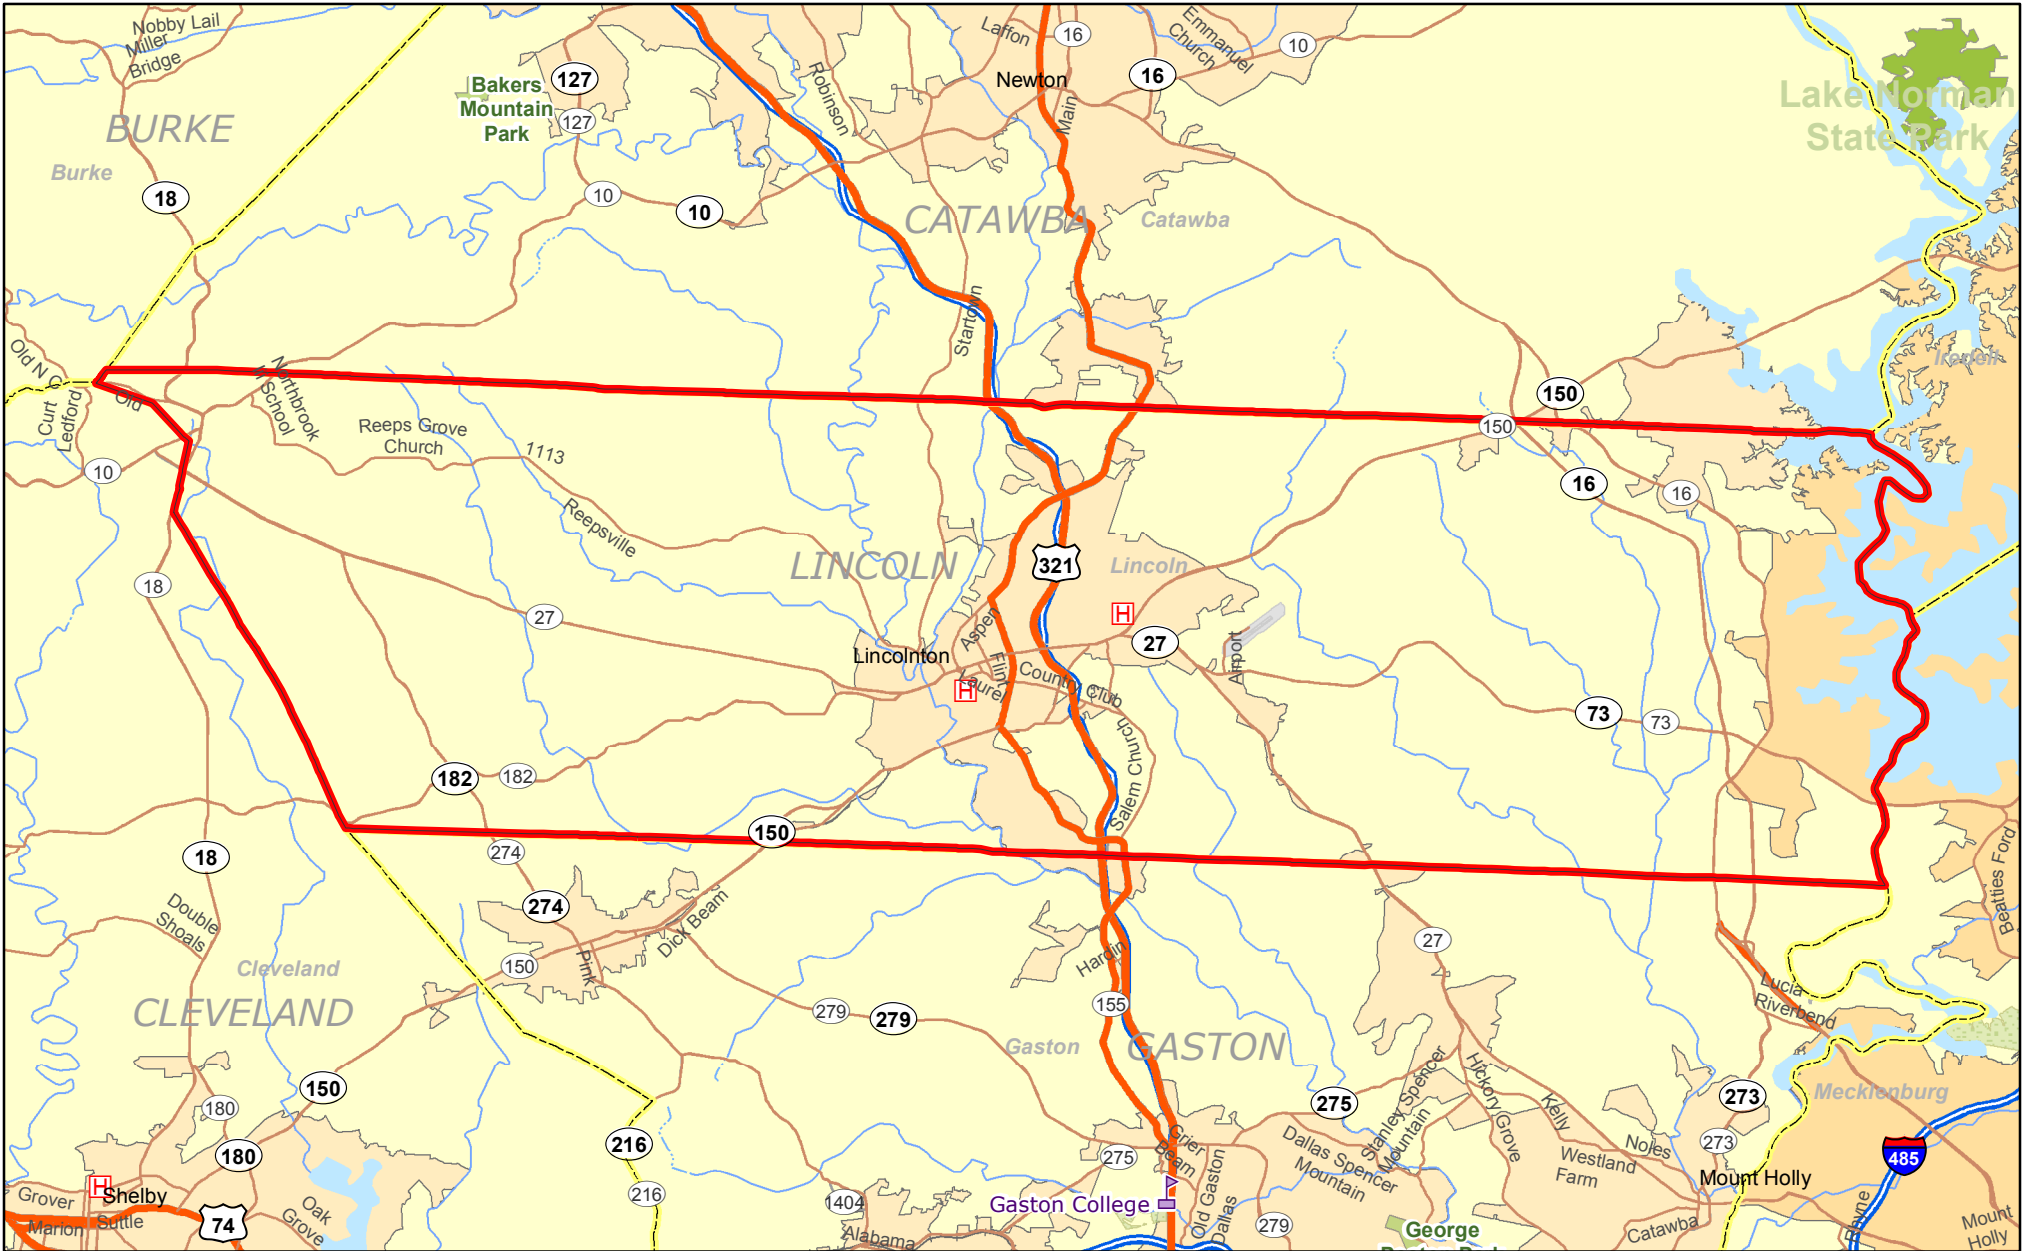 Nobby Lail
Miller
Bridge
BURKE
Burke
18
Bakers
Mountain
Park
127
127
10
10
Robinson
Laffon
16
Newton
Main
16
Emmanuel
Church
10
CATAWBA
Catawba
Lake Norman
State Park
Startown
Iredell
Old N C
Curt
Ledford
Old
10
18
Northbrook
III School
Reeps Grove
Church
1113
Reepsville
27
LINCOLN
Lincoln
321
H
27
Airport
Lincolnton
Aspen
Flint
Laurel
H
Country Club
Salem Church
150
150
16
16
73
73
182
182
150
274
274
18
Double
Shoals
Cleveland
CLEVELAND
150
Pink
Dick Beam
279
279
Hardin
155
Gaston
GASTON
27
Beatties Ford
Lucia
Riverbend
Mecklenburg
273
273
485
150
180
180
H
Shelby
Grover
Marion
Suttle
74
Oak
Grove
216
216
1404
Alabama
275
Grier
Beam
Gaston College
Old Gaston
Dallas
279
275
Dallas Spencer
Mountain
Stanley Spencer
Mountain
Hickory Grove
Kelly
Westland
Farm
Noles
Mount Holly
Catawba
George
Rhyne
Mount
Holly